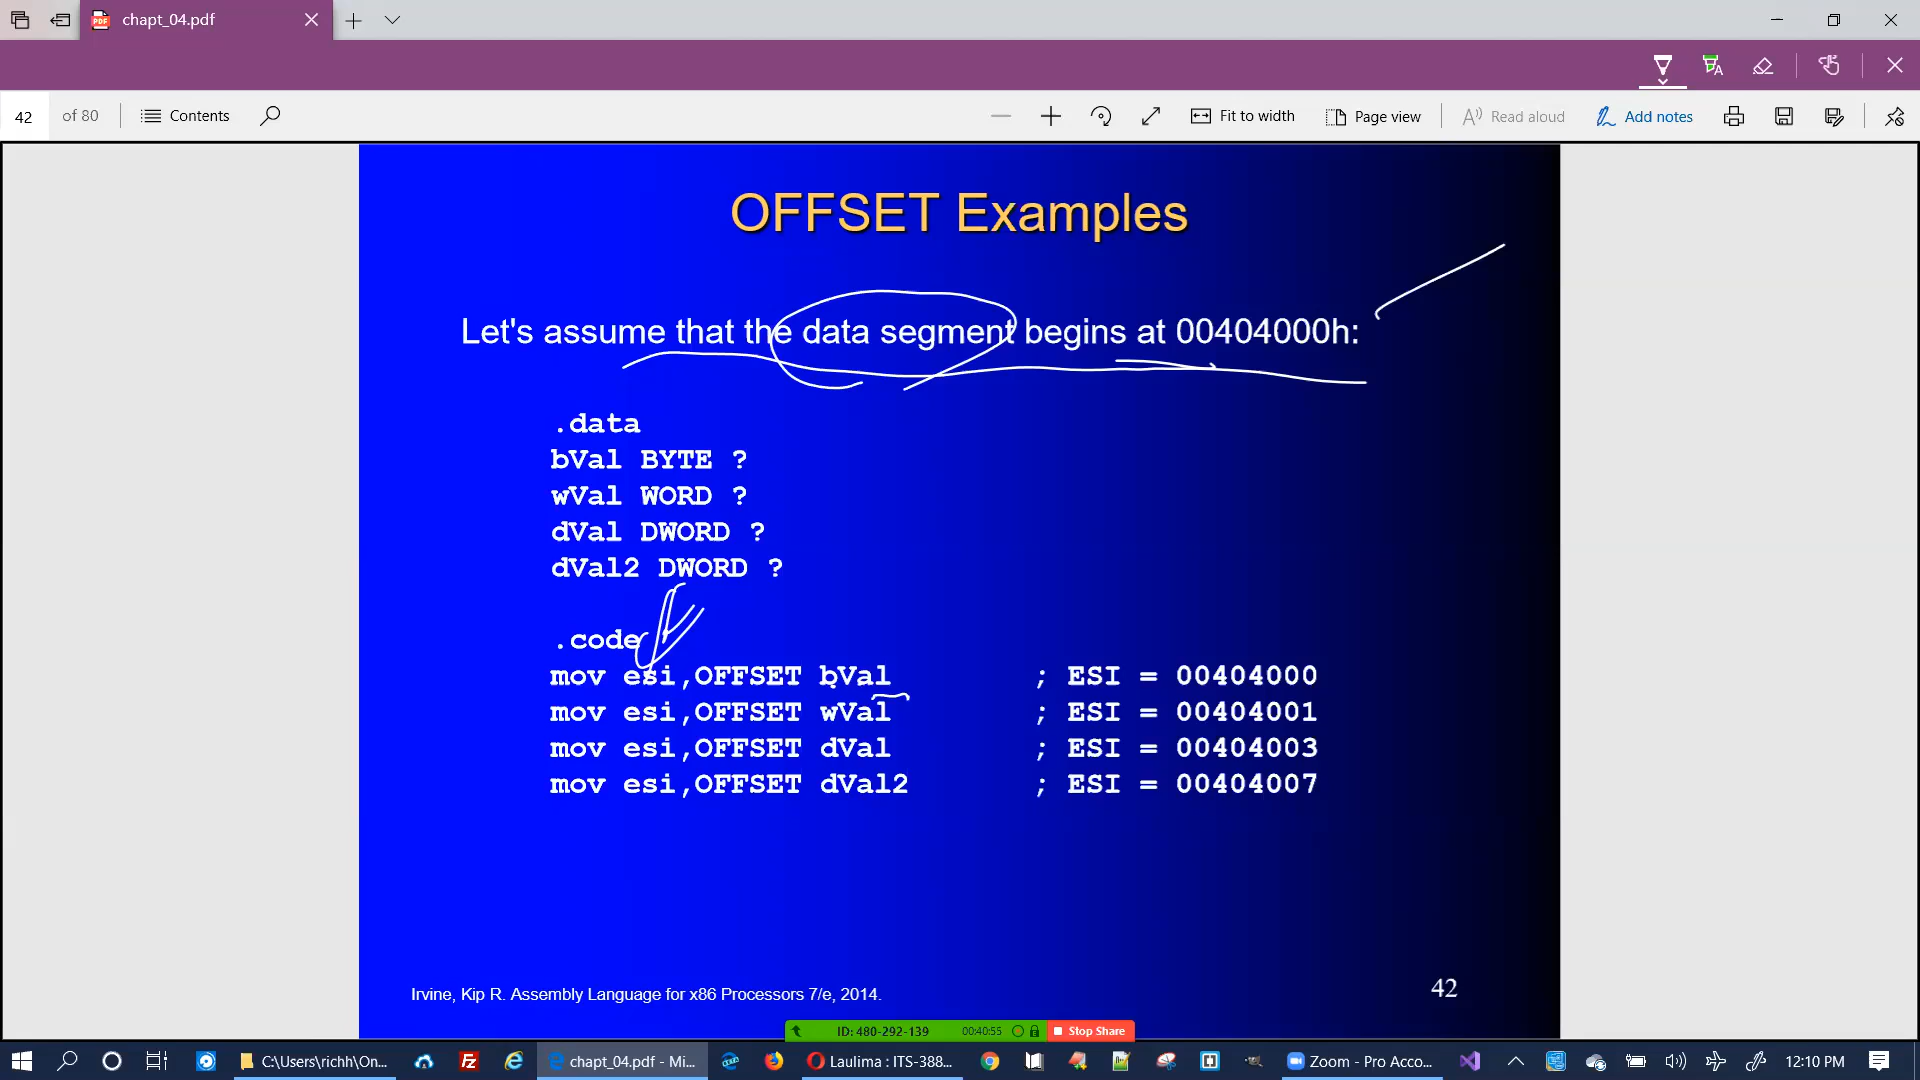 chapt_04.pdf
42 of 80 Contents Fit to width Page view Read aloud Add notes
OFFSET Examples
Let's assume that the data segment begins at 00404000h:
.data
bVal BYTE ?
wVal WORD ?
dVal DWORD ?
dVal2 DWORD ?
.code
mov esi,OFFSET bVal ; ESI = 00404000
mov esi,OFFSET wVal ; ESI = 00404001
mov esi,OFFSET dVal ; ESI = 00404003
mov esi,OFFSET dVal2 ; ESI = 00404007
Irvine, Kip R. Assembly Language for x86 Processors 7/e, 2014. 42
ID: 480-292-139 00:40:55 Stop Share
C:\Users\richh\On... chapt_04.pdf - Mi... Laulima : ITS-388... Zoom - Pro Acco... 12:10 PM